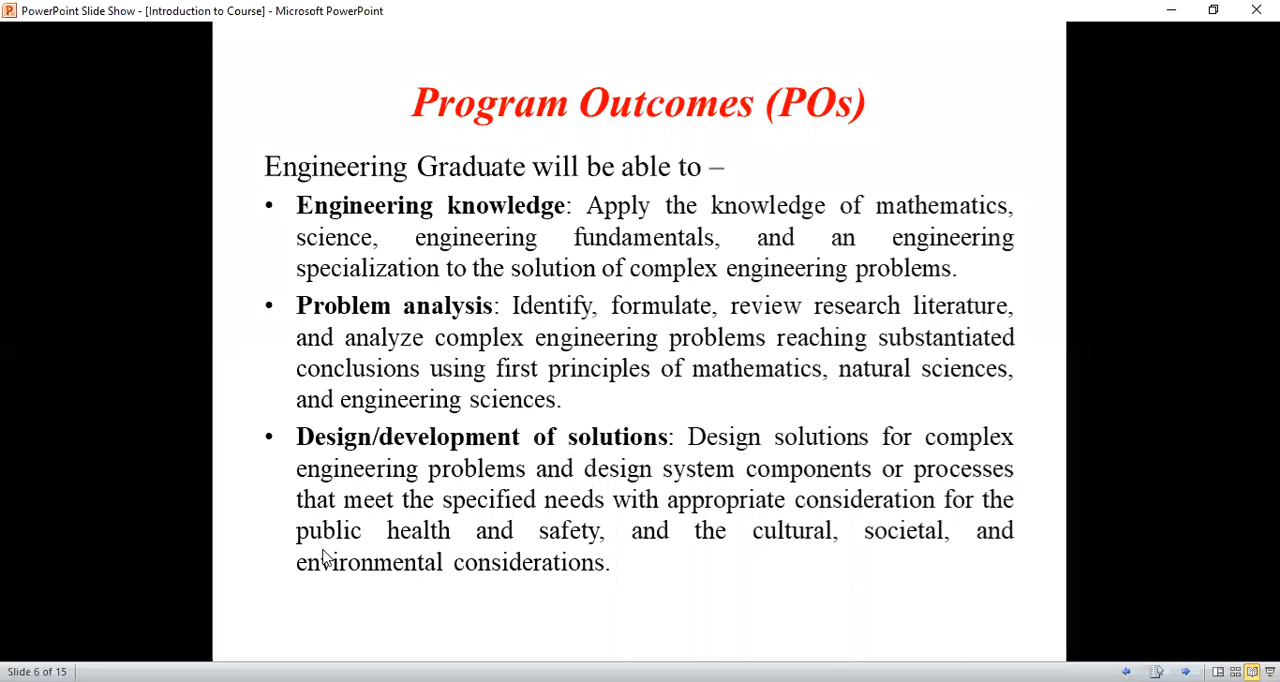 PowerPoint Slide Show - [Introduction to Course] - Microsoft PowerPoint
Program Outcomes (POs)
Engineering Graduate will be able to –
• Engineering knowledge: Apply the knowledge of mathematics,
science, engineering fundamentals, and an engineering
specialization to the solution of complex engineering problems.
• Problem analysis: Identify, formulate, review research literature,
and analyze complex engineering problems reaching substantiated
conclusions using first principles of mathematics, natural sciences,
and engineering sciences.
• Design/development of solutions: Design solutions for complex
engineering problems and design system components or processes
that meet the specified needs with appropriate consideration for the
public health and safety, and the cultural, societal, and
environmental considerations.
Slide 6 of 15